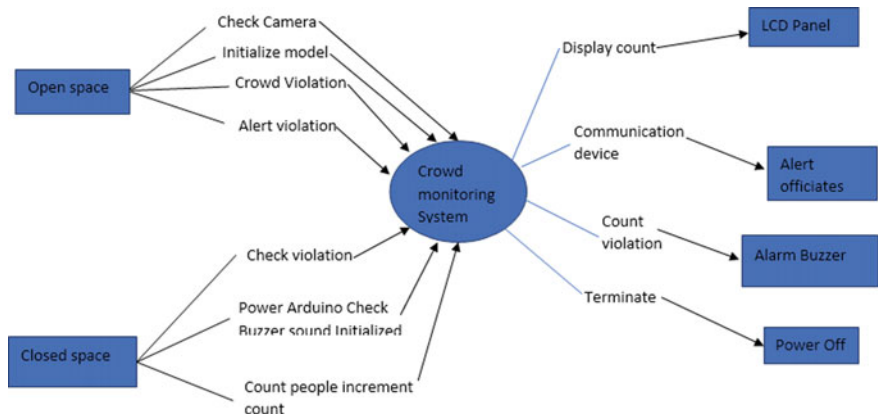 Check Camera
Initialize model
Crowd Violation
Alert violation
Open space
Crowd
monitoring
System
Check violation
Power Arduino Check
Buzzer sound Initialized
Closed space
Count people increment
count
Display count
LCD Panel
Communication
device
Alert
officiates
Count
violation
Alarm Buzzer
Terminate
Power Off